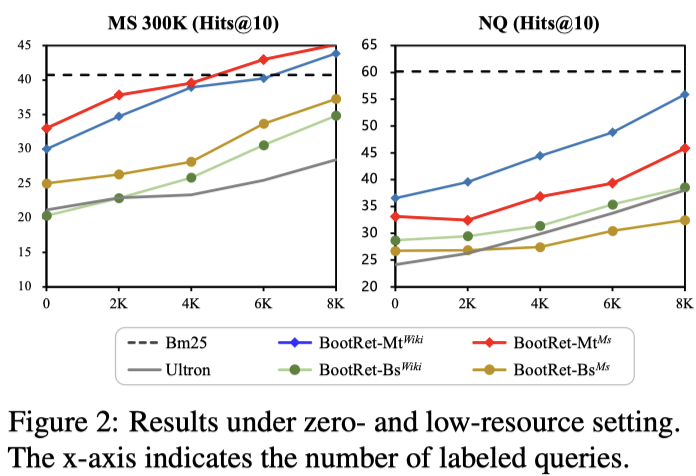 MS 300K (Hits@10)
45
40
35
30
25
20
15
10
0 2K 4K 6K 8K
NQ (Hits@10)
65
60
55
50
45
40
35
30
25
20
0 2K 4K 6K 8K
Bm25 BootRet-Mt^Wiki BootRet-Mt^Ms
Ultron BootRet-Bs^Wiki BootRet-Bs^Ms
Figure 2: Results under zero- and low-resource setting.
The x-axis indicates the number of labeled queries.